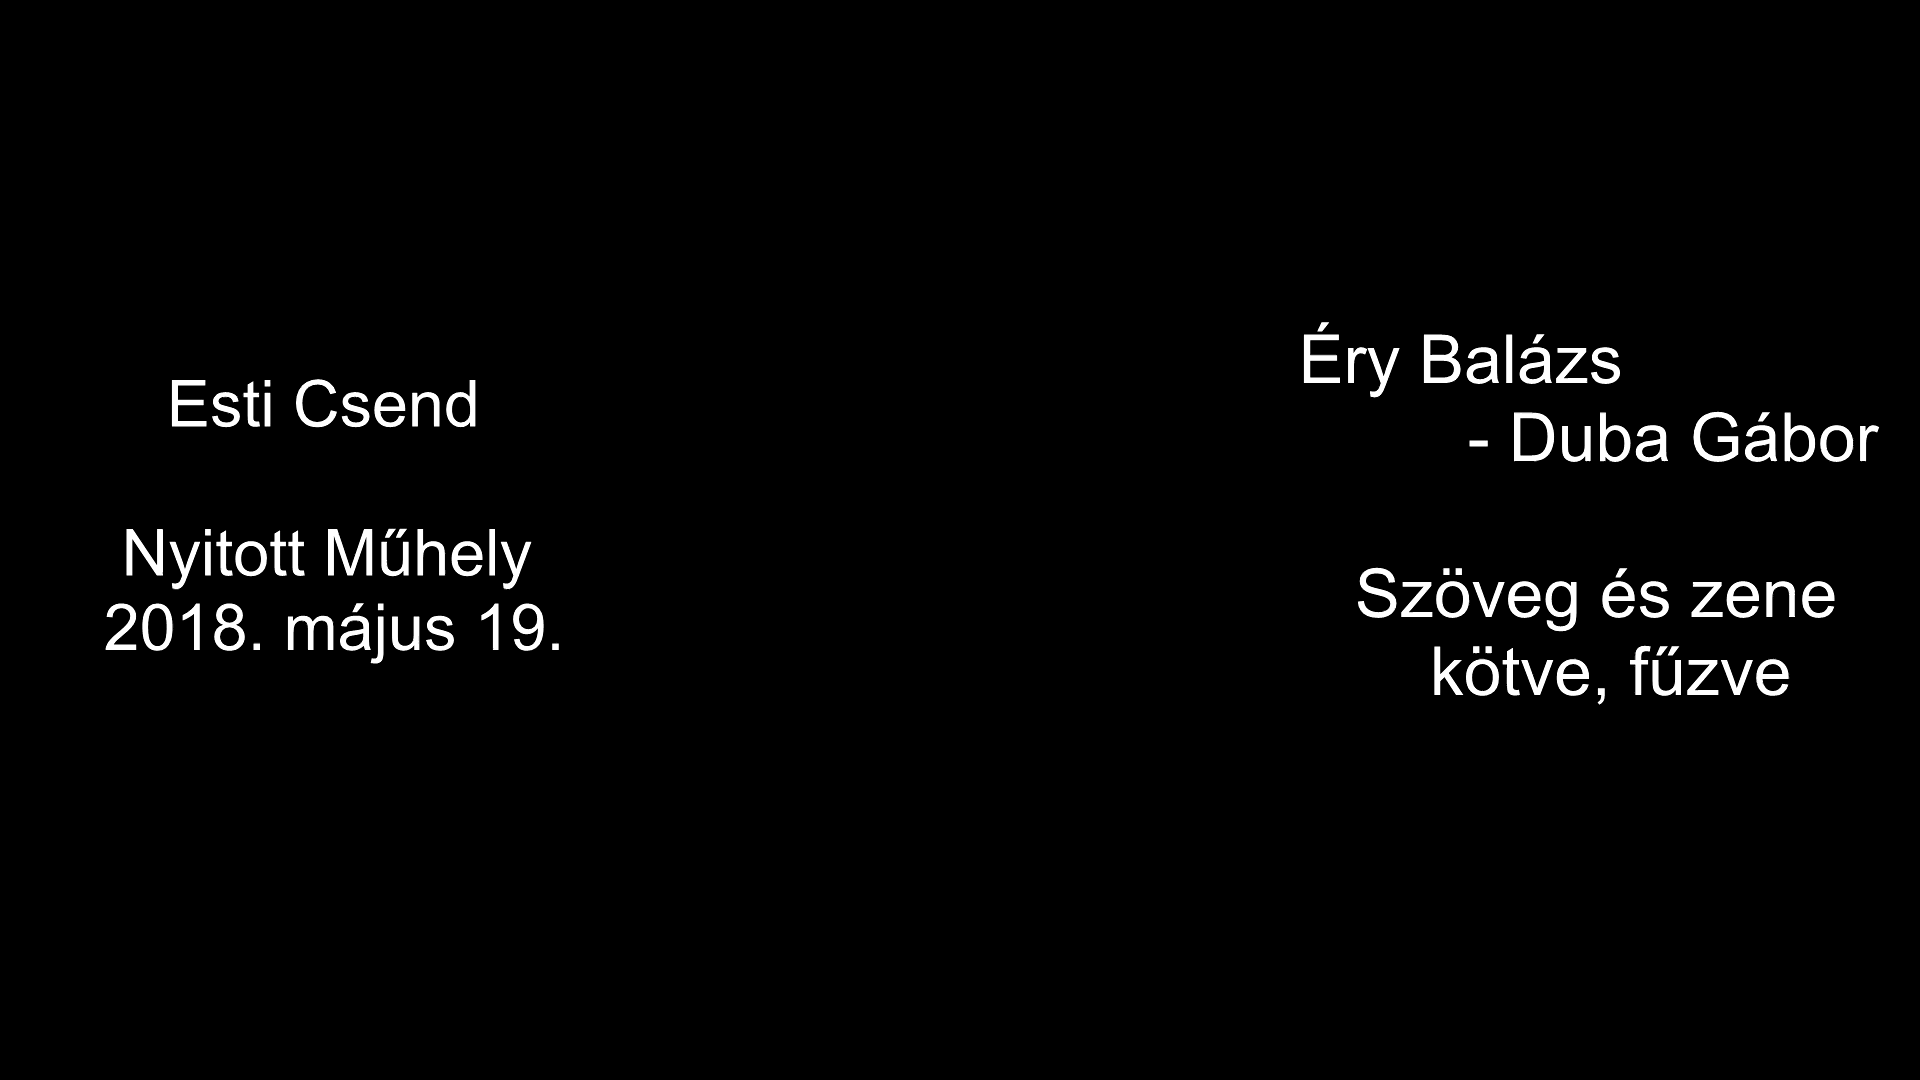 Esti Csend
Nyitott Műhely
2018. május 19.
Éry Balázs
- Duba Gábor
Szöveg és zene
kötve, fűzve